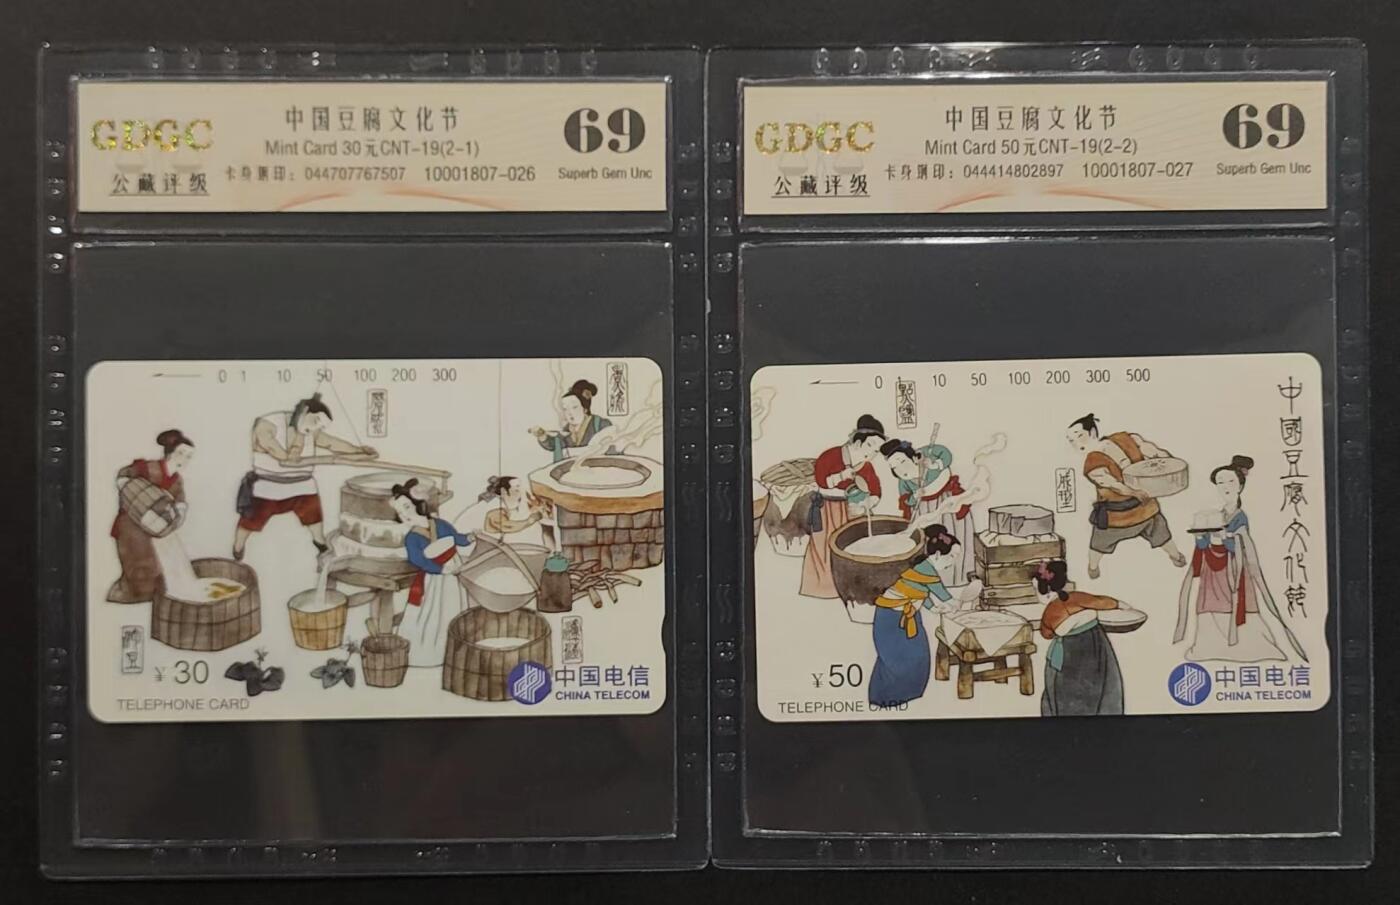 GDGC
公藏评级
中国豆腐文化节
Mint Card 30元CNT-19(2-1)
卡身钢印：044707767507 10001807-026
69
Superb Gem Unc
GDGC
公藏评级
中国豆腐文化节
Mint Card 50元CNT-19(2-2)
卡身钢印：044414802897 10001807-027
69
Superb Gem Unc
0 1 10 50 100 200 300
¥30
TELEPHONE CARD
中国电信
CHINA TELECOM
0 1 10 50 100 200 300 500
成型
中國豆腐文化節
¥50
TELEPHONE CARD
中国电信
CHINA TELECOM